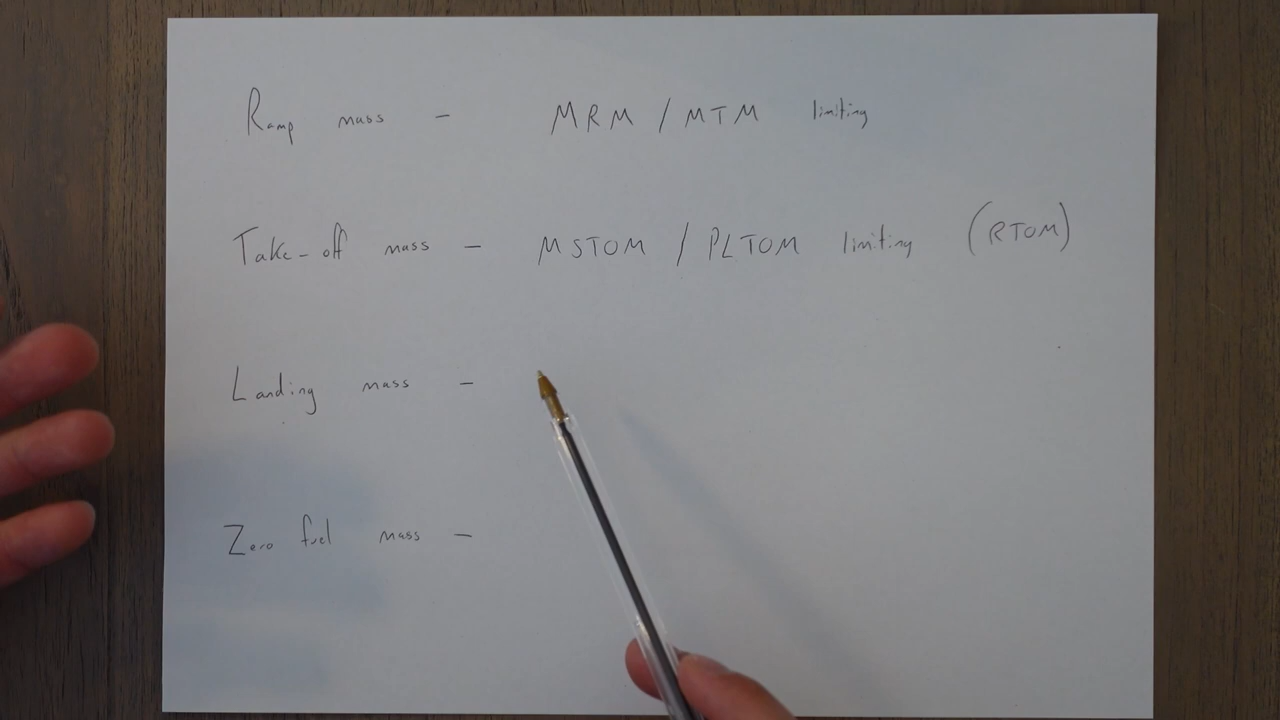 Ramp mass - MRM / MTM limiting
Take-off mass - MSTOM / PLTOM limiting (RTOM)
Landing mass -
Zero fuel mass -